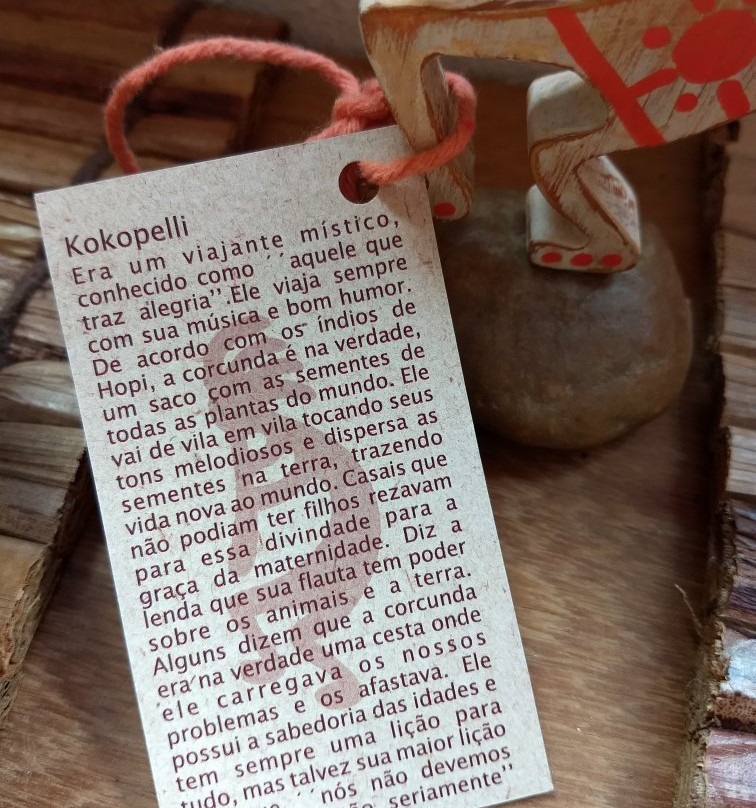 Kokopelli
Era um viajante místico,
conhecido como ´´aquele que
traz alegria’’.Ele viaja sempre
com sua música e bom humor.
De acordo com os índios de
Hopi, a corcunda é na verdade,
um saco com as sementes de
todas as plantas do mundo. Ele
vai de vila em vila tocando seus
tons melodiosos e dispersa as
sementes na terra, trazendo
vida nova ao mundo. Casais que
não podiam ter filhos rezavam
para essa divindade para a
graça da maternidade. Diz a
lenda que sua flauta tem poder
sobre os animais e a terra.
Alguns dizem que a corcunda
era na verdade uma cesta onde
ele carregava os nossos
problemas e os afastava. Ele
possui a sabedoria das idades e
tem sempre uma lição para
tudo, mas talvez sua maior lição
´´nós não devemos
seriamente’’